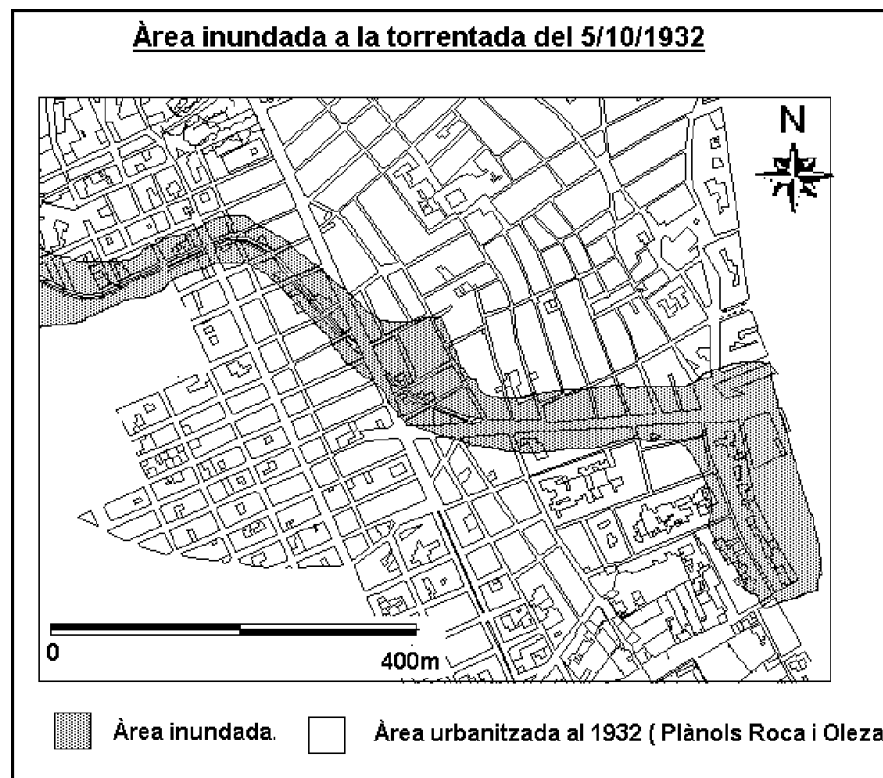 Àrea inundada a la torrentada del 5/10/1932
N
0 400m
Àrea inundada. Àrea urbanitzada al 1932 ( Plànols Roca i Oleza